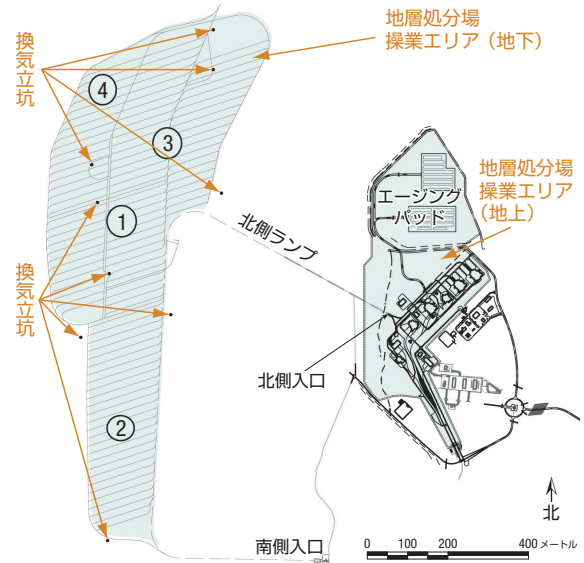 換気立坑
地層処分場
操業エリア（地下）
④
③
エージング
パッド
地層処分場
操業エリア
（地上）
①
北側ランプ
換気立坑
北側入口
②
北
南側入口
0 100 200 400 メートル